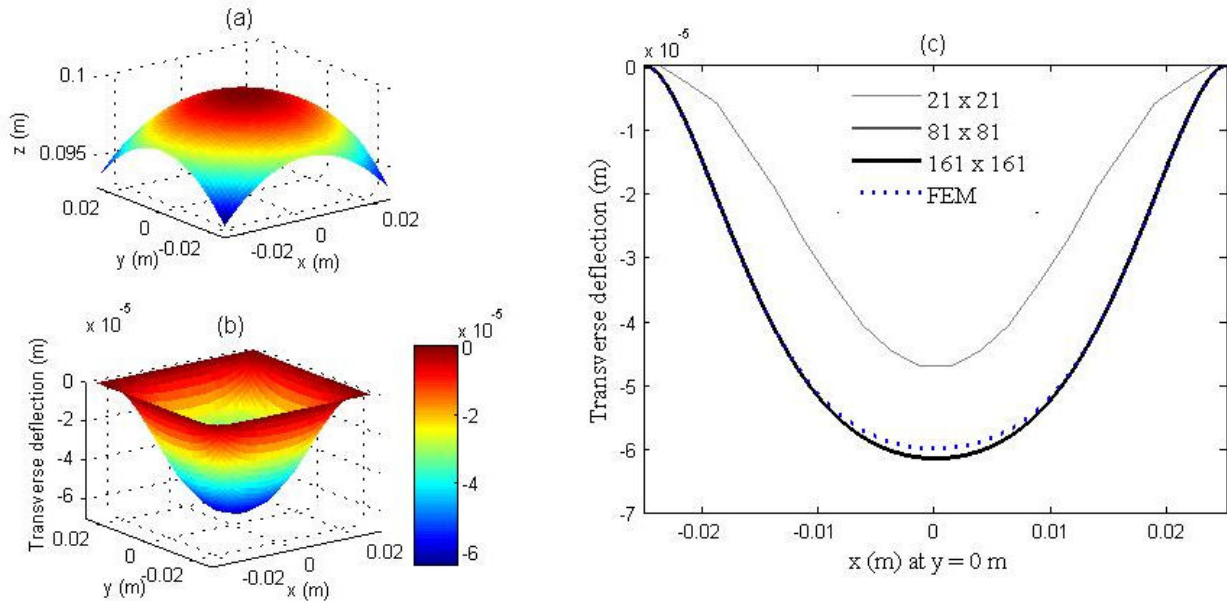 (a)
0.1
0.095
z (m)
0.02
0
-0.02
y (m)
-0.02
0
0.02
x (m)
(b)
x 10^-5
0
-2
-4
-6
Transverse deflection (m)
0.02
0
-0.02
y (m)
-0.02
0
0.02
x (m)
x 10^-5
0
-2
-4
-5
-6
(c)
x 10^-5
0
-1
-2
-3
-4
-5
-6
-7
Transverse deflection (m)
21 x 21
81 x 81
161 x 161
FEM
-0.02
-0.01
0
0.01
0.02
x (m) at y = 0 m